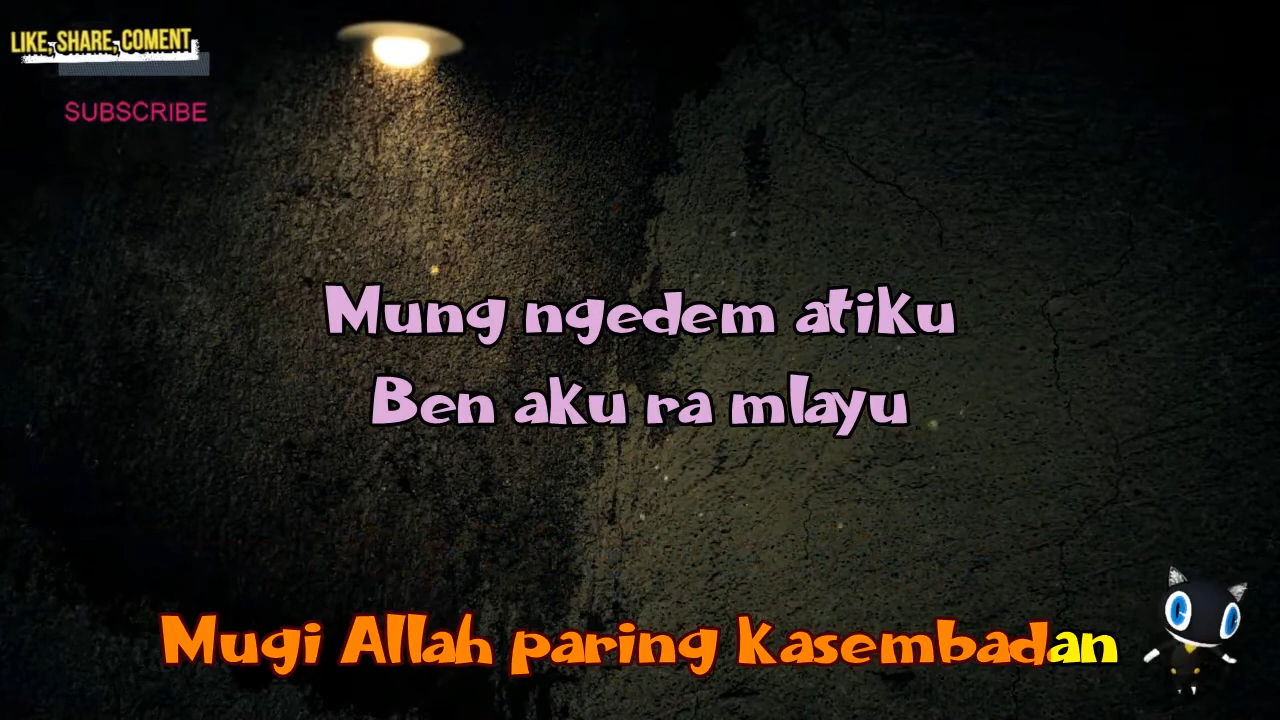 LIKE, SHARE, COMENT
SUBSCRIBE
Mung ngedem atiku
Ben aku ra mlayu
Mugi Allah paring Kasembadan